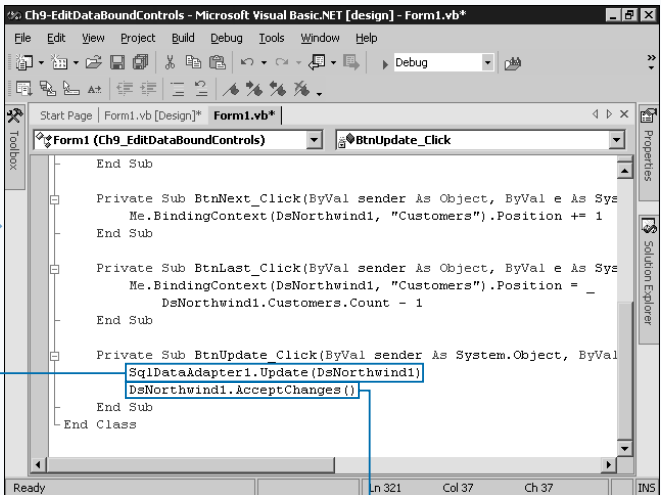 Ch9-EditDataBoundControls - Microsoft Visual Basic.NET [design] - Form1.vb*
File Edit View Project Build Debug Tools Window Help
Debug
Start Page Form1.vb [Design]* Form1.vb*
Form1 (Ch9_EditDataBoundControls) BtnUpdate_Click
Toolbox
Properties
Solution Explorer
End Sub
Private Sub BtnNext_Click(ByVal sender As Object, ByVal e As Sys
Me.BindingContext(DsNorthwind1, "Customers").Position += 1
End Sub
Private Sub BtnLast_Click(ByVal sender As Object, ByVal e As Sys
Me.BindingContext(DsNorthwind1, "Customers").Position = _
DsNorthwind1.Customers.Count - 1
End Sub
Private Sub BtnUpdate_Click(ByVal sender As System.Object, ByVal
SqlDataAdapter1.Update(DsNorthwind1)
DsNorthwind1.AcceptChanges()
End Sub
End Class
Ready Ln 321 Col 37 Ch 37 INS